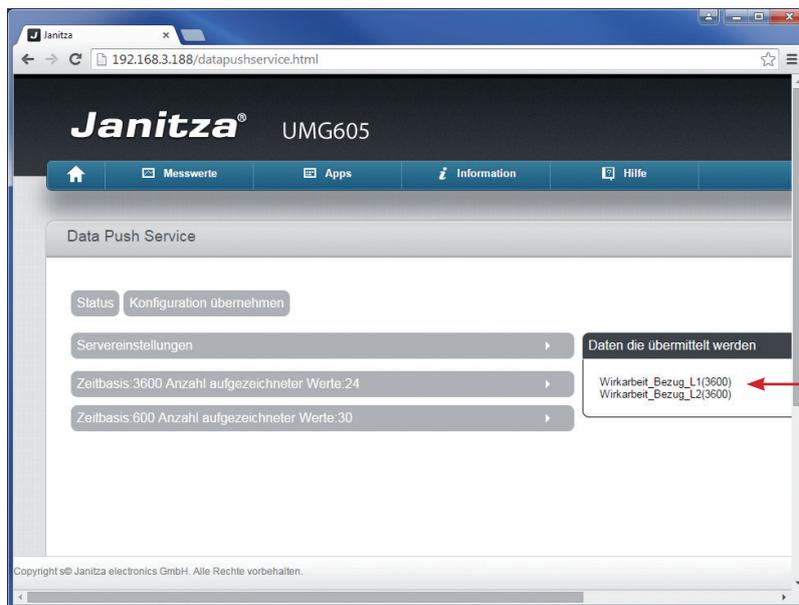 Janitza
192.168.3.188/datapushservice.html
Janitza® UMG605
Messwerte Apps Information Hilfe
Data Push Service
Status Konfiguration übernehmen
Servereinstellungen
Daten die übermittelt werden
Zeitbasis:3600 Anzahl aufgezeichneter Werte:24
Wirkarbeit_Bezug_L1(3600)
Wirkarbeit_Bezug_L2(3600)
Zeitbasis:600 Anzahl aufgezeichneter Werte:30
Copyright s© Janitza electronics GmbH. Alle Rechte vorbehalten.